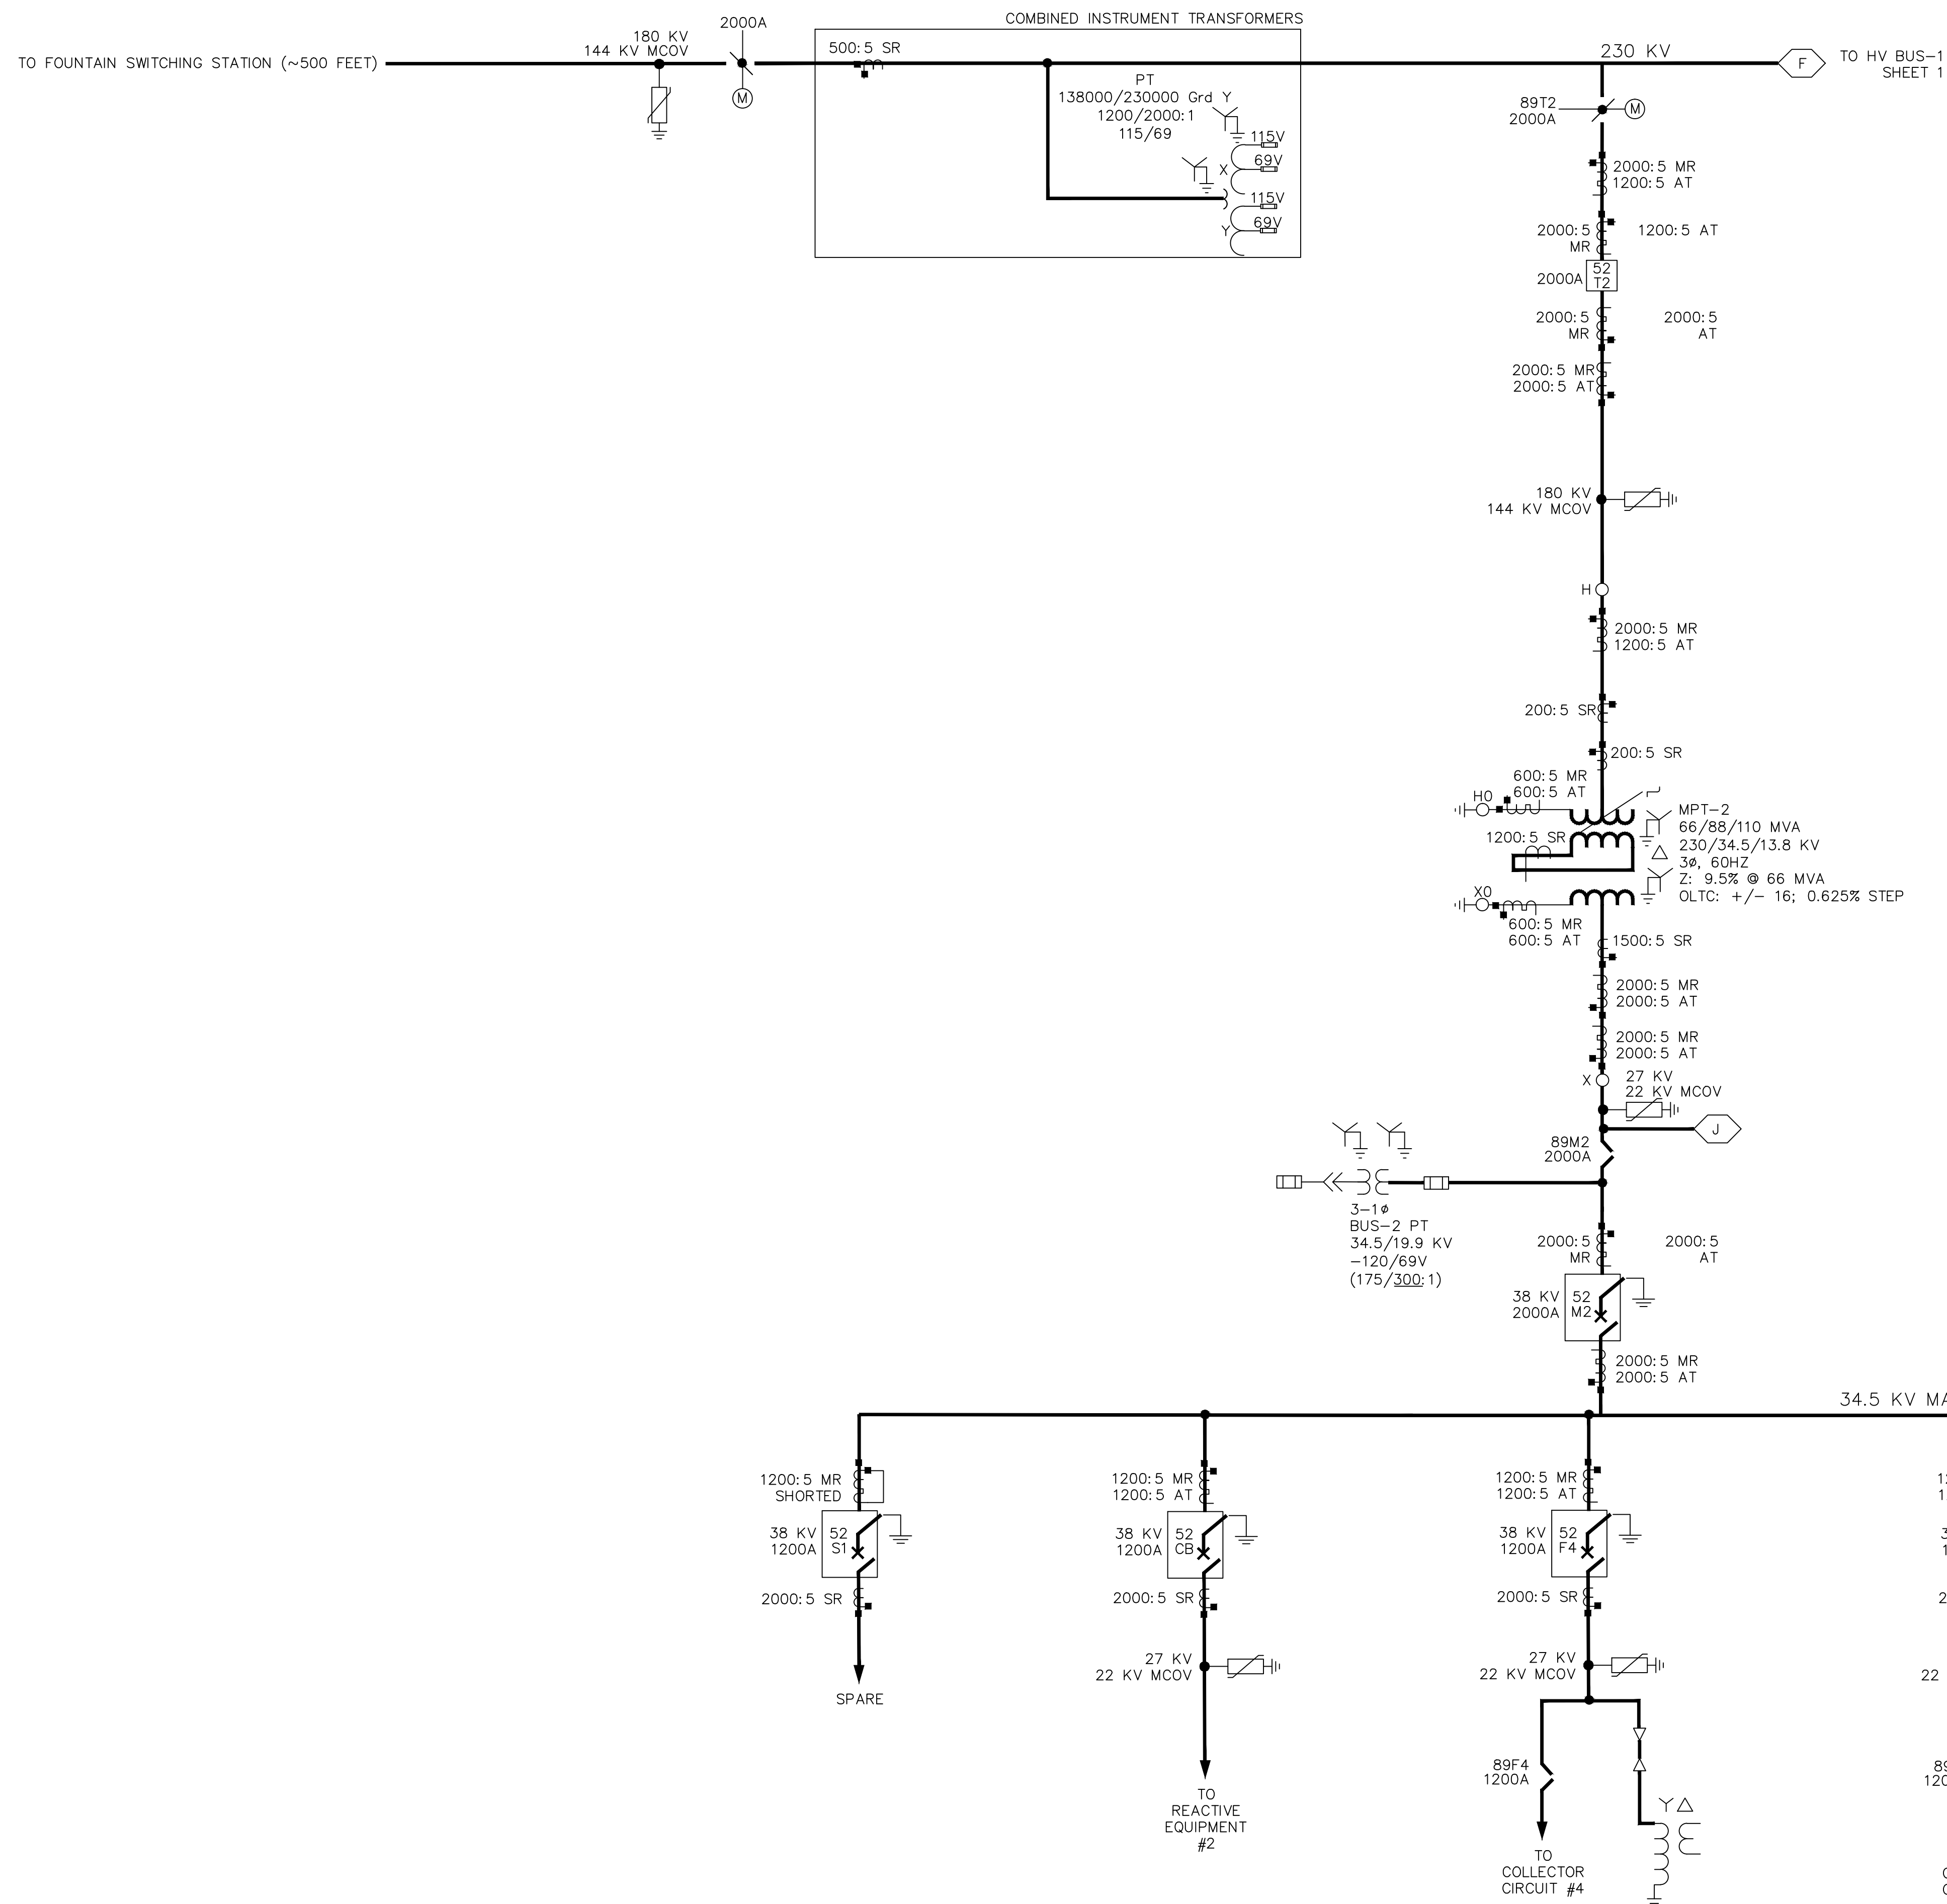 COMBINED INSTRUMENT TRANSFORMERS
2000A
180 KV
144 KV MCOV
TO FOUNTAIN SWITCHING STATION (~500 FEET)
500:5 SR
PT
138000/230000 Grd Y
1200/2000:1
115/69
115V
69V
X
115V
69V
Y
M
230 KV
F
TO HV BUS-1
SHEET 1
89T2
2000A
M
2000:5 MR
1200:5 AT
2000:5
MR
1200:5 AT
2000A
52
T2
2000:5
MR
2000:5
AT
2000:5 MR
2000:5 AT
180 KV
144 KV MCOV
H
2000:5 MR
1200:5 AT
200:5 SR
200:5 SR
600:5 MR
600:5 AT
H0
1200:5 SR
MPT-2
66/88/110 MVA
230/34.5/13.8 KV
3ø, 60HZ
Z: 9.5% @ 66 MVA
OLTC: +/- 16; 0.625% STEP
X0
600:5 MR
600:5 AT
1500:5 SR
2000:5 MR
2000:5 AT
2000:5 MR
2000:5 AT
X
27 KV
22 KV MCOV
J
89M2
2000A
3-1ø
BUS-2 PT
34.5/19.9 KV
-120/69V
(175/300:1)
2000:5
MR
2000:5
AT
38 KV
2000A
52
M2
2000:5 MR
2000:5 AT
34.5 KV MA
1200:5 MR
SHORTED
38 KV
1200A
52
S1
2000:5 SR
SPARE
1200:5 MR
1200:5 AT
38 KV
1200A
52
CB
2000:5 SR
27 KV
22 KV MCOV
TO
REACTIVE
EQUIPMENT
#2
1200:5 MR
1200:5 AT
38 KV
1200A
52
F4
2000:5 SR
27 KV
22 KV MCOV
89F4
1200A
TO
COLLECTOR
CIRCUIT #4
22
89
120